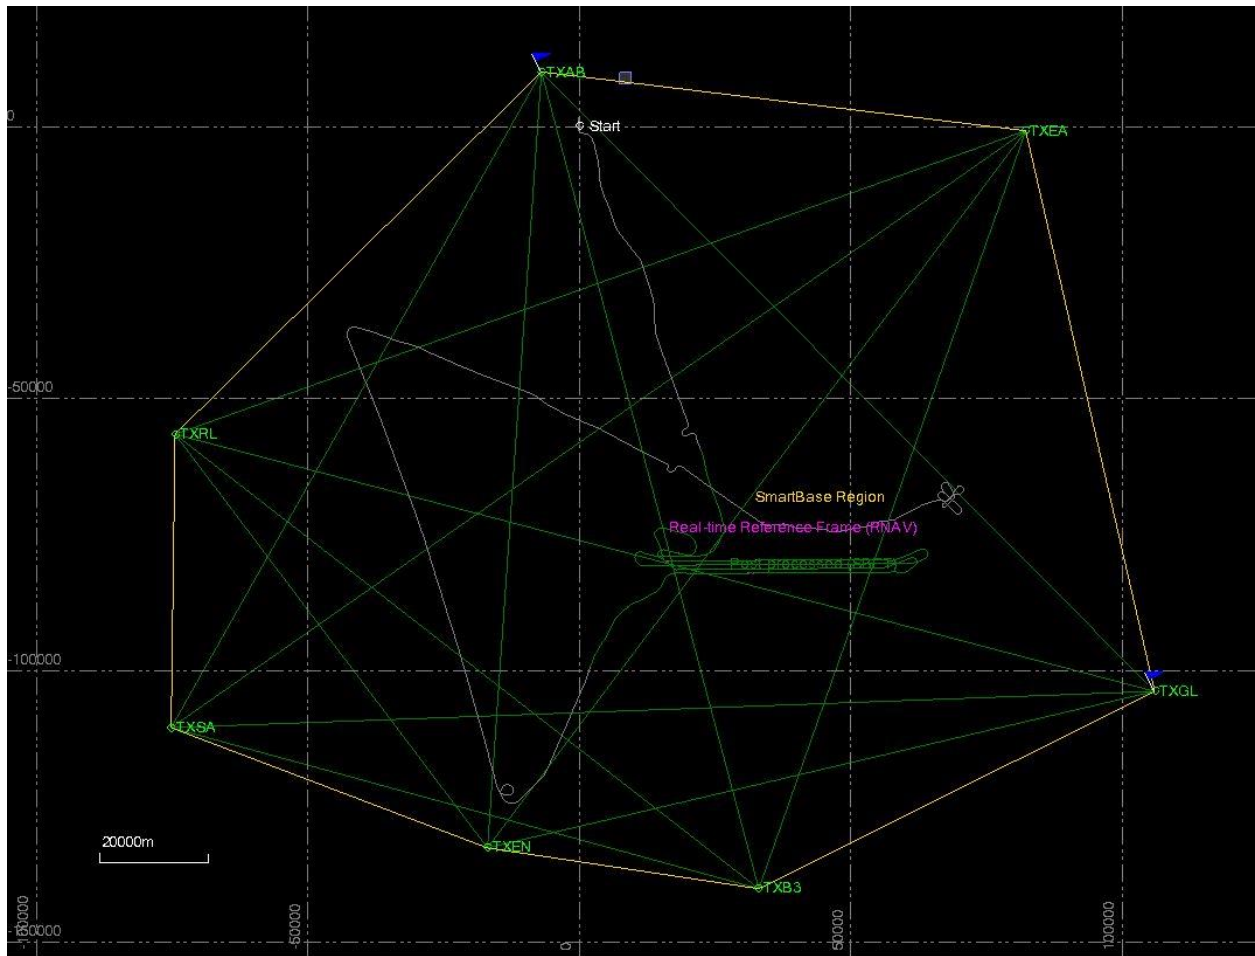 TXAB
0
Start
TXEA
-50000
TXRL
SmartBase Region
Real-time Reference Frame (RNAV)
-100000
TXGL
TXSA
20000m
TXEN
TXB3
-150000
-50000
0
50000
100000